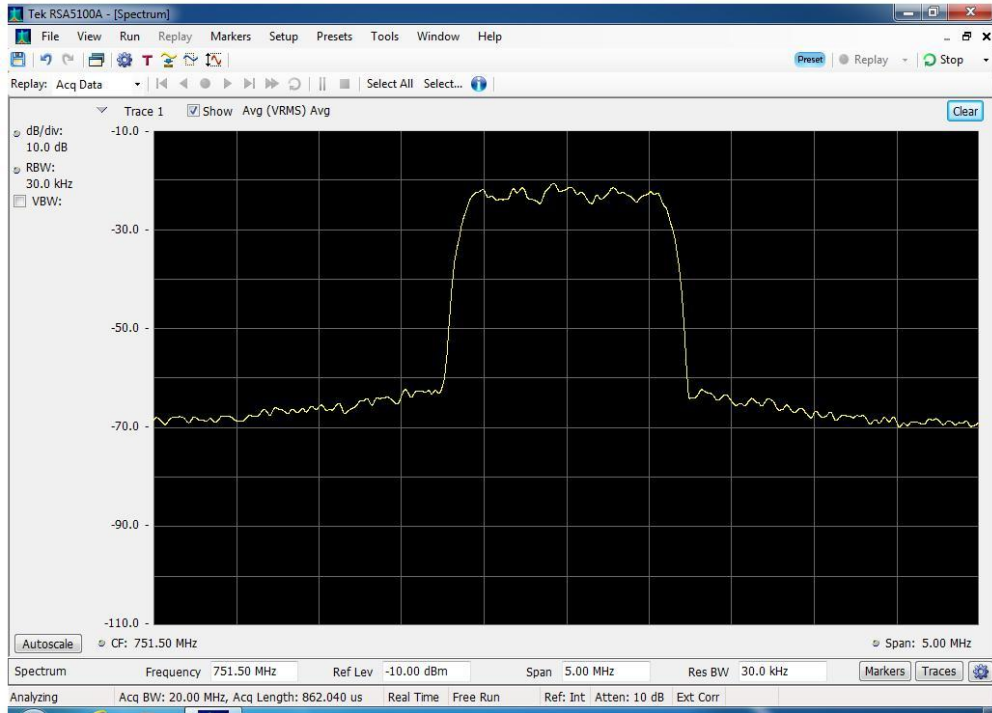 Tek RSA5100A - [Spectrum]
File View Run Replay Markers Setup Presets Tools Window Help
T
Preset Replay Stop
Replay: Acq Data Select All Select...
Trace 1 Show Avg (VRMS) Avg Clear
dB/div:
10.0 dB
RBW:
30.0 kHz
VBW:
-10.0
-30.0
-50.0
-70.0
-90.0
-110.0
Autoscale CF: 751.50 MHz Span: 5.00 MHz
Spectrum Frequency 751.50 MHz Ref Lev -10.00 dBm Span 5.00 MHz Res BW 30.0 kHz Markers Traces
Analyzing Acq BW: 20.00 MHz, Acq Length: 862.040 us Real Time Free Run Ref: Int Atten: 10 dB Ext Corr